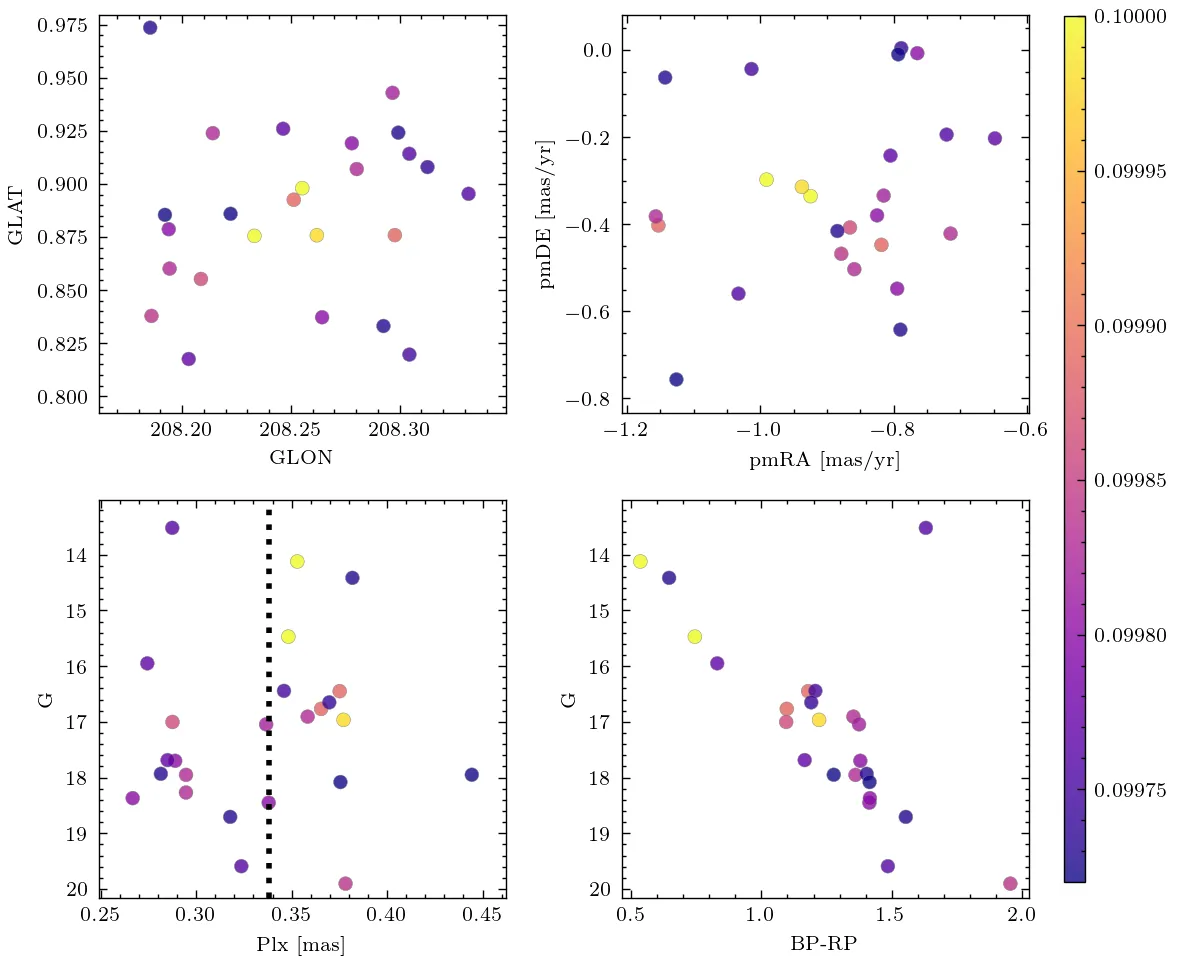 0.975
0.950
0.925
0.900
0.875
0.850
0.825
0.800
GLAT
208.20 208.25 208.30
GLON
0.0
−0.2
−0.4
−0.6
−0.8
pmDE [mas/yr]
−1.2 −1.0 −0.8 −0.6
pmRA [mas/yr]
0.10000
0.09995
0.09990
0.09985
0.09980
0.09975
14
15
16
17
18
19
20
G
0.25 0.30 0.35 0.40 0.45
Plx [mas]
14
15
16
17
18
19
20
G
0.5 1.0 1.5 2.0
BP-RP